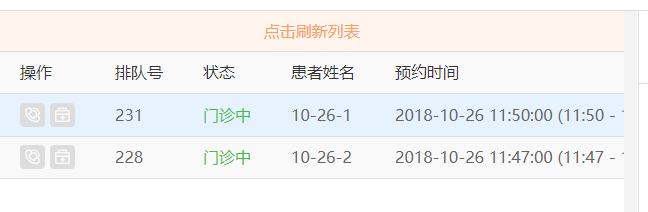 点击刷新列表
操作 排队号 状态 患者姓名 预约时间
231 门诊中 10-26-1 2018-10-26 11:50:00 (11:50 -
228 门诊中 10-26-2 2018-10-26 11:47:00 (11:47 -